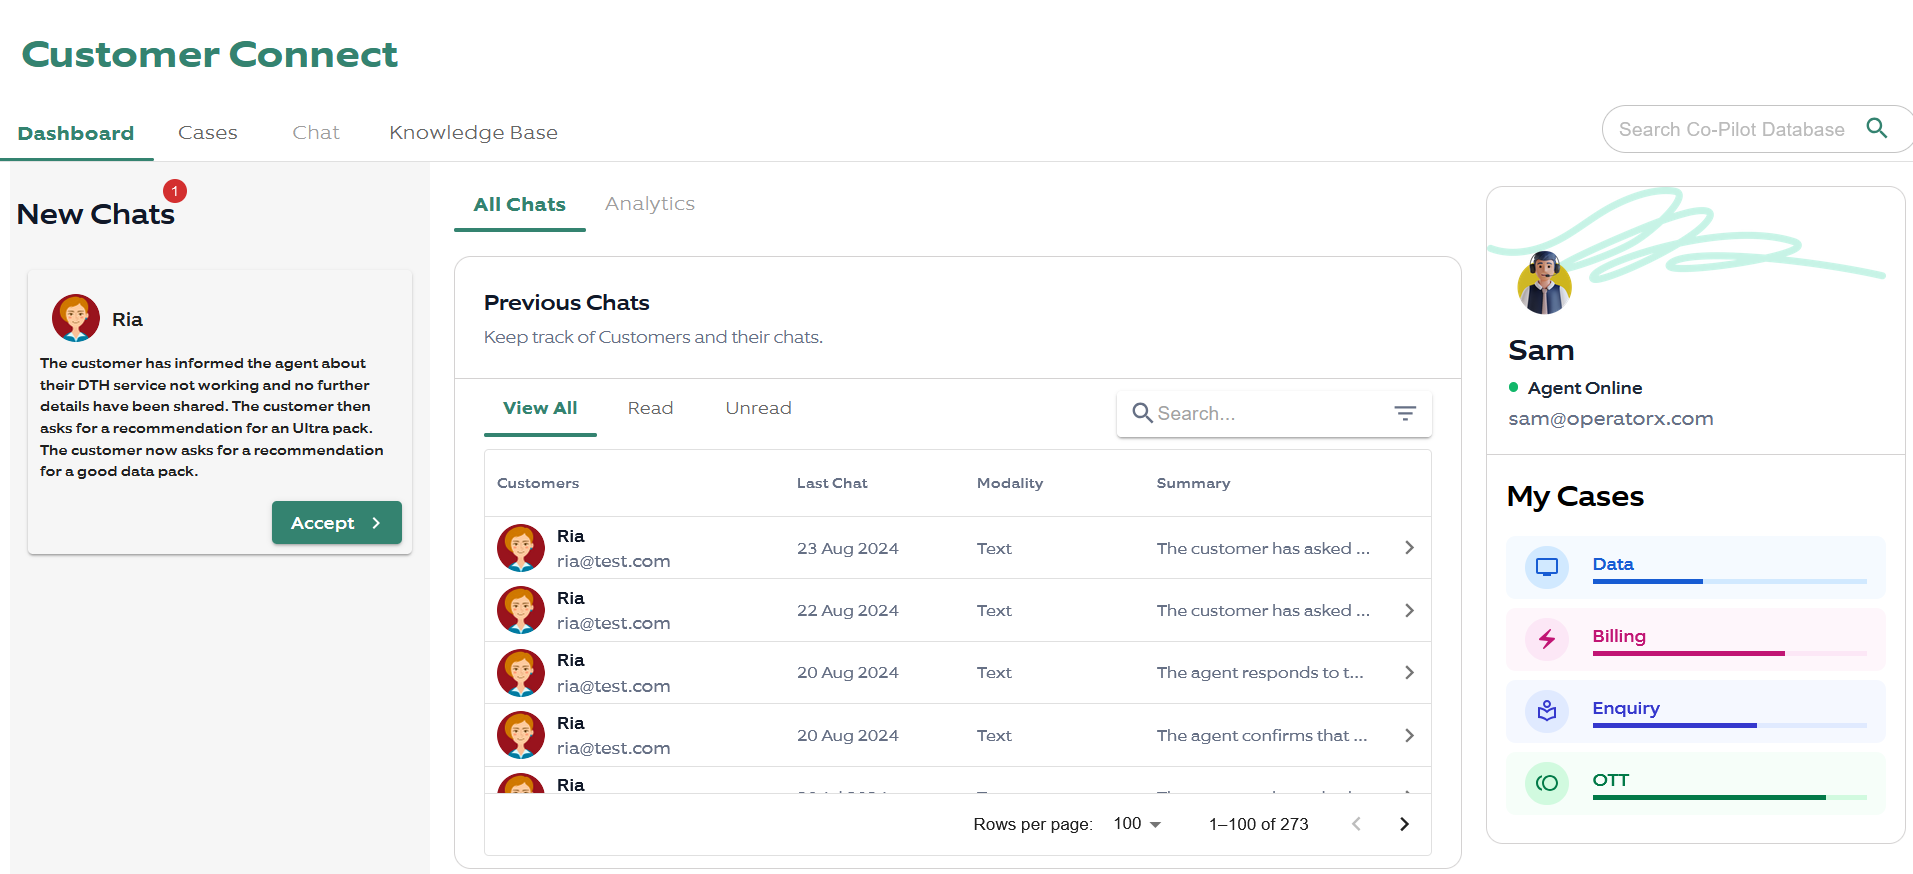 Customer Connect
Dashboard Cases Chat Knowledge Base
Search Co-Pilot Database
New Chats 1
Ria
The customer has informed the agent about
their DTH service not working and no further
details have been shared. The customer then
asks for a recommendation for an Ultra pack.
The customer now asks for a recommendation
for a good data pack.
Accept
All Chats Analytics
Previous Chats
Keep track of Customers and their chats.
View All Read Unread
Search...
Customers Last Chat Modality Summary
Ria
ria@test.com 23 Aug 2024 Text The customer has asked ...
Ria
ria@test.com 22 Aug 2024 Text The customer has asked ...
Ria
ria@test.com 20 Aug 2024 Text The agent responds to t...
Ria
ria@test.com 20 Aug 2024 Text The agent confirms that ...
Ria
Rows per page: 100 1–100 of 273
Sam
Agent Online
sam@operatorx.com
My Cases
Data
Billing
Enquiry
OTT